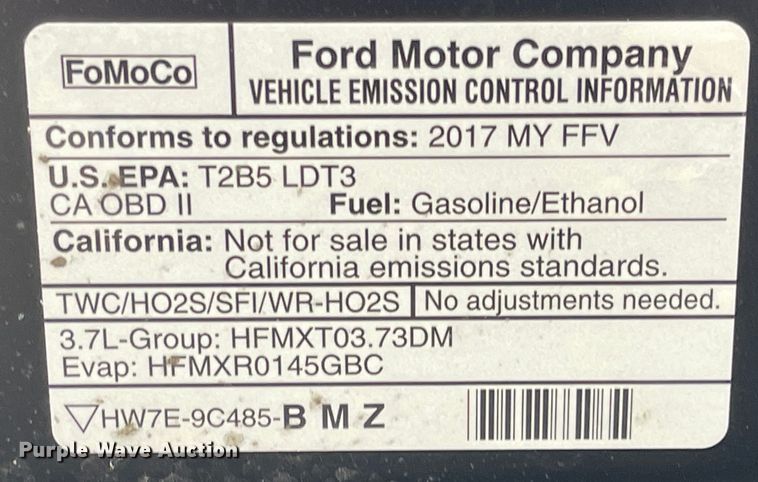 FoMoCo
Ford Motor Company
VEHICLE EMISSION CONTROL INFORMATION
Conforms to regulations: 2017 MY FFV
U.S. EPA: T2B5 LDT3
CA OBD II Fuel: Gasoline/Ethanol
California: Not for sale in states with
California emissions standards.
TWC/HO2S/SFI/WR-HO2S No adjustments needed.
3.7L-Group: HFMXT03.73DM
Evap: HFMXR0145GBC
HW7E-9C485-B M Z
Purple Wave Auction